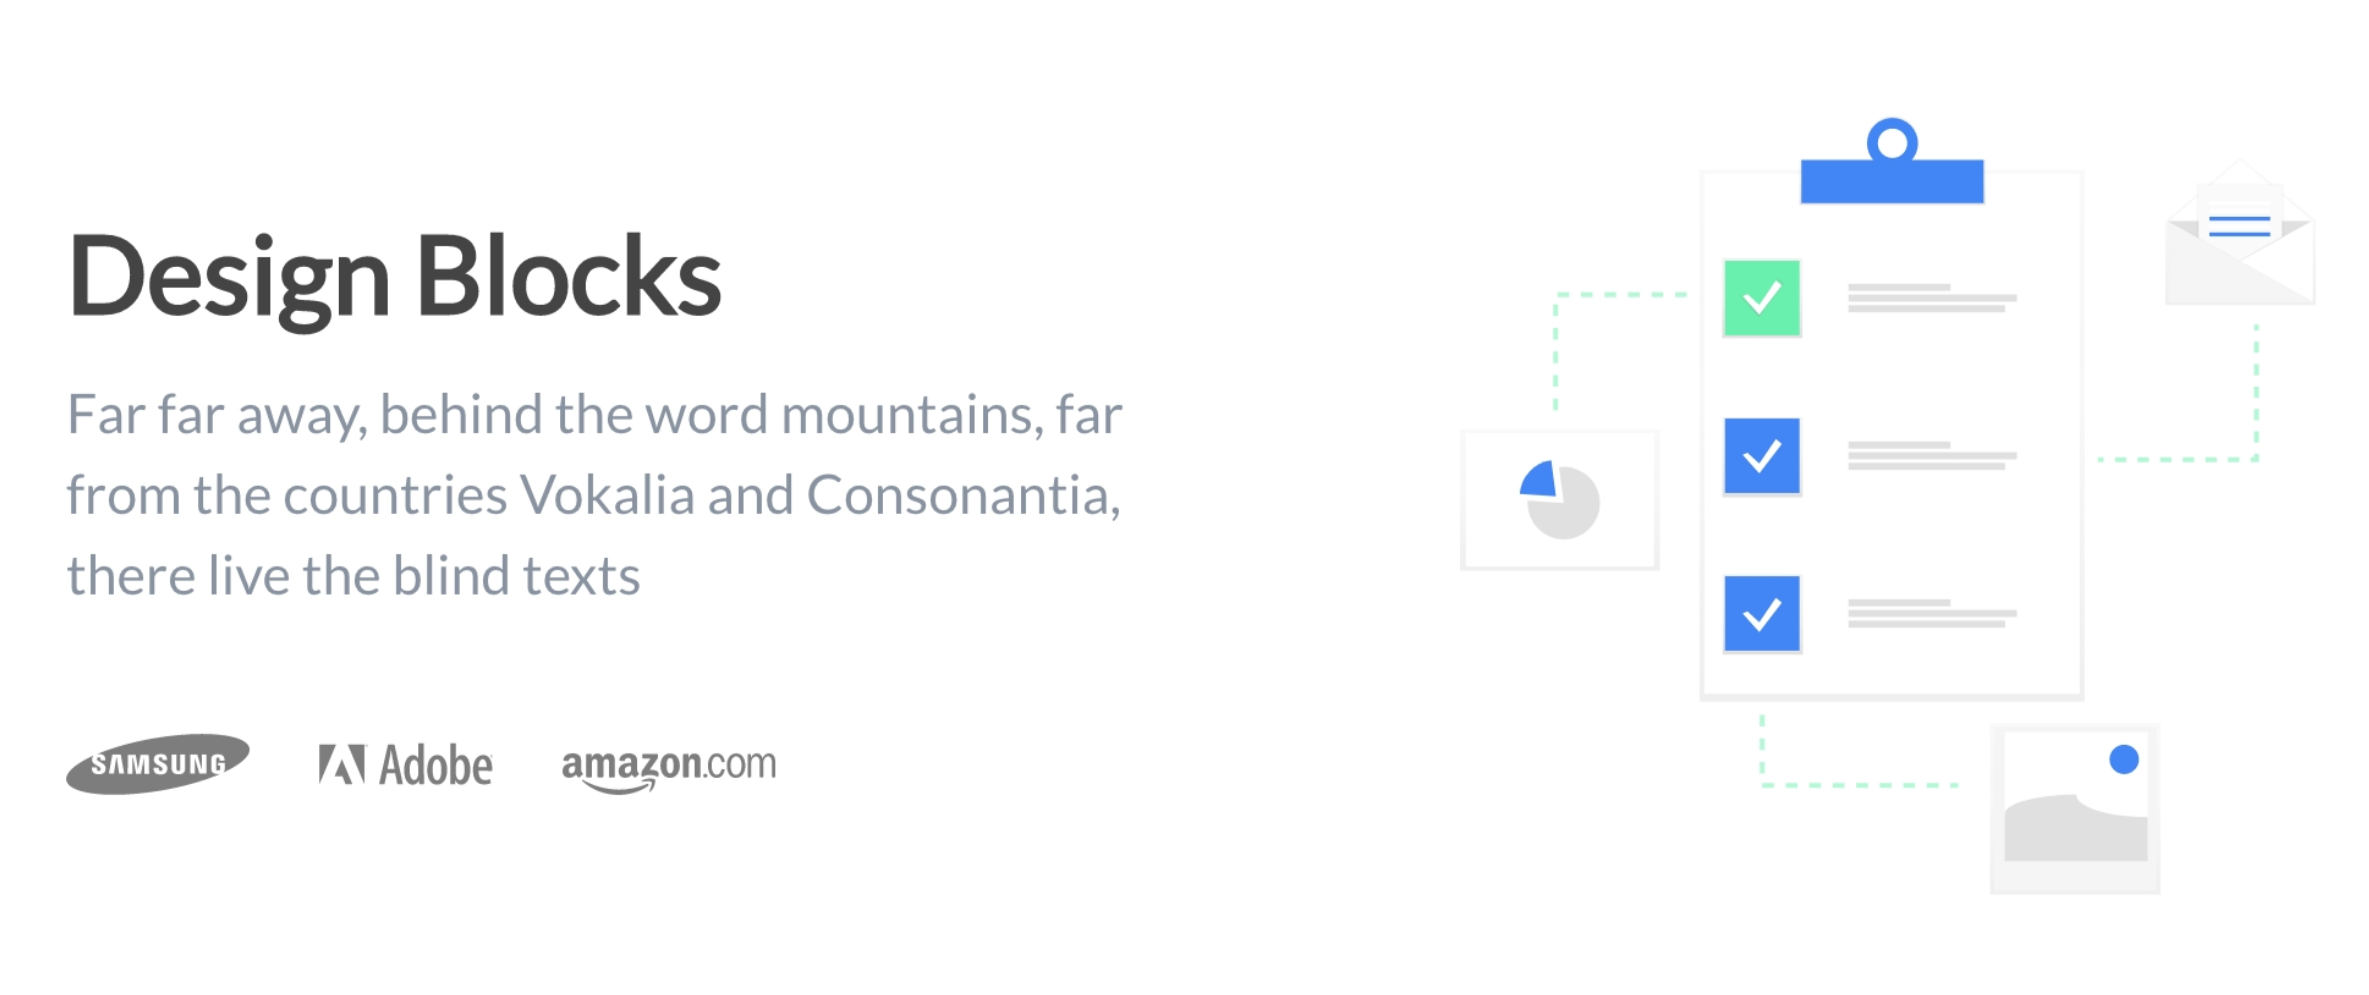 Design Blocks
Far far away, behind the word mountains, far
from the countries Vokalia and Consonantia,
there live the blind texts
SAMSUNG
Adobe
amazon.com